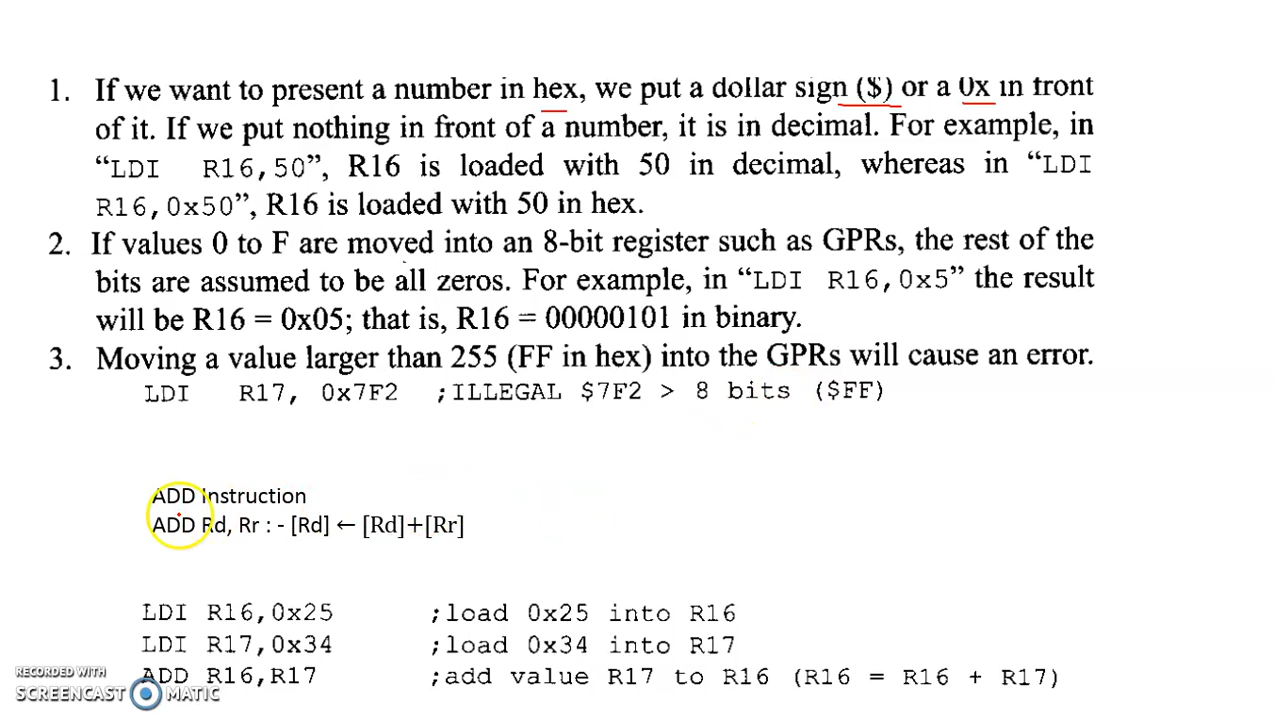 1. If we want to present a number in hex, we put a dollar sign ($) or a 0x in front
of it. If we put nothing in front of a number, it is in decimal. For example, in
“LDI R16,50”, R16 is loaded with 50 in decimal, whereas in “LDI
R16,0x50”, R16 is loaded with 50 in hex.
2. If values 0 to F are moved into an 8-bit register such as GPRs, the rest of the
bits are assumed to be all zeros. For example, in “LDI R16,0x5” the result
will be R16 = 0x05; that is, R16 = 00000101 in binary.
3. Moving a value larger than 255 (FF in hex) into the GPRs will cause an error.
LDI R17, 0x7F2 ;ILLEGAL $7F2 > 8 bits ($FF)
ADD Instruction
ADD Rd, Rr : - [Rd] ← [Rd]+[Rr]
LDI R16,0x25 ;load 0x25 into R16
LDI R17,0x34 ;load 0x34 into R17
ADD R16,R17 ;add value R17 to R16 (R16 = R16 + R17)
RECORDED WITH
SCREENCAST MATIC